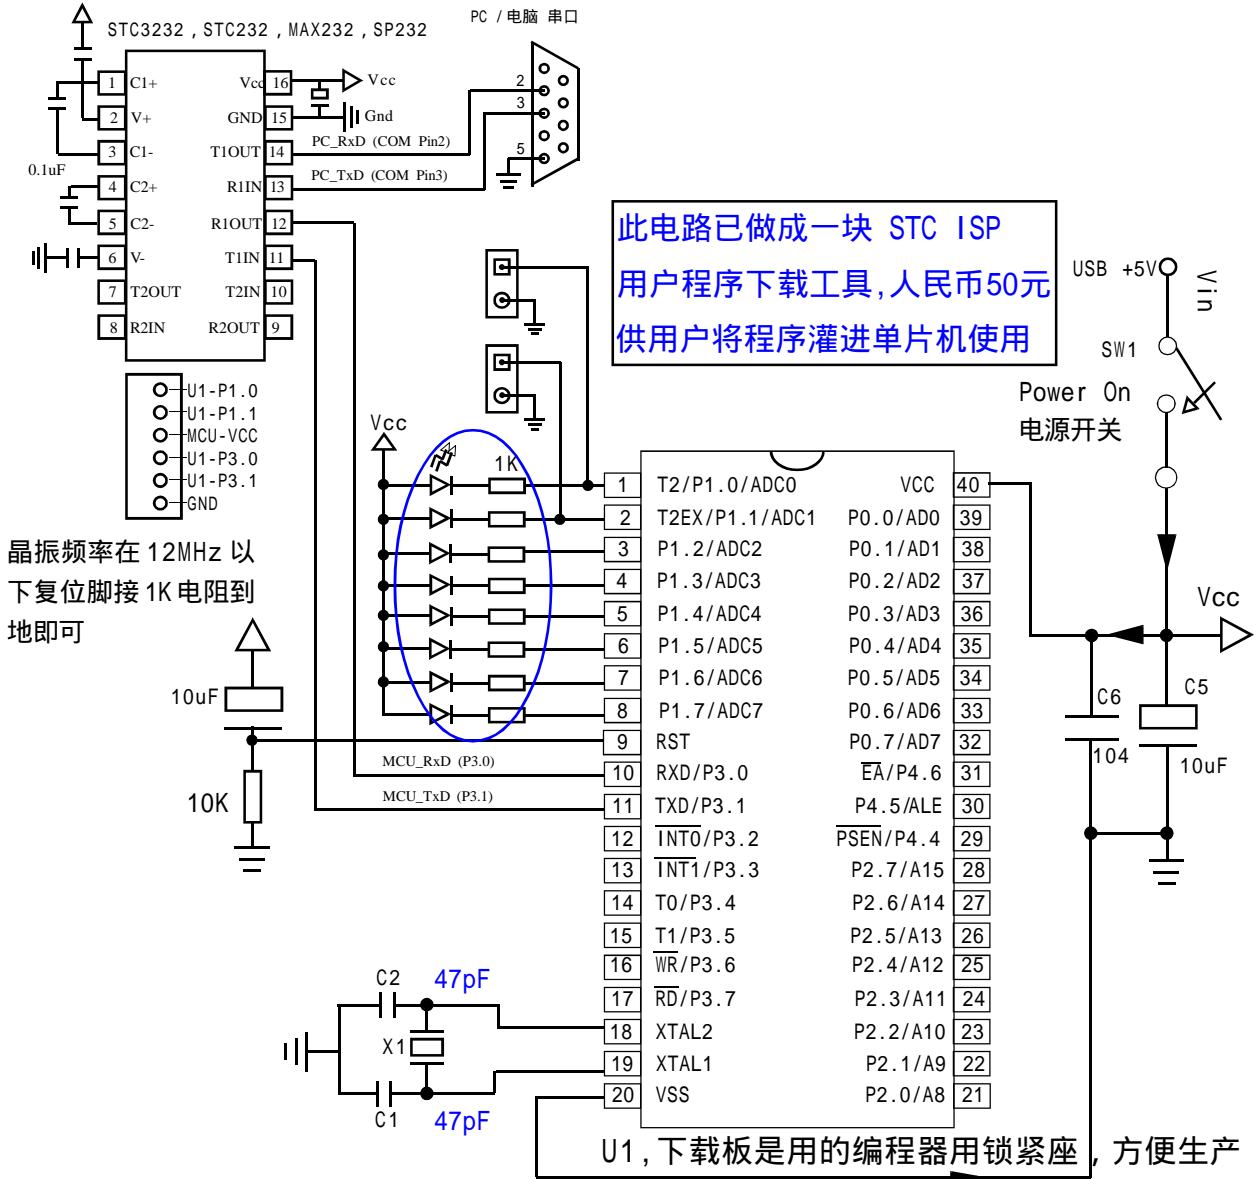 STC3232 , STC232 , MAX232 , SP232
PC / 电脑 串口
1 C1+
2 V+
3 C1-
4 C2+
5 C2-
6 V-
7 T2OUT
8 R2IN
Vcc 16
GND 15
T1OUT 14
R1IN 13
R1OUT 12
T1IN 11
T2IN 10
R2OUT 9
0.1uF
Vcc
Gnd
PC_RxD (COM Pin2)
PC_TxD (COM Pin3)
2
3
5
此电路已做成一块 STC ISP
用户程序下载工具,人民币50元
供用户将程序灌进单片机使用
USB +5V
Vin
SW1
Power On
电源开关
U1-P1.0
U1-P1.1
MCU-VCC
U1-P3.0
U1-P3.1
GND
晶振频率在 12MHz 以
下复位脚接 1K 电阻到
地即可
Vcc
1K
10uF
10K
MCU_RxD (P3.0)
MCU_TxD (P3.1)
1 T2/P1.0/ADC0
2 T2EX/P1.1/ADC1
3 P1.2/ADC2
4 P1.3/ADC3
5 P1.4/ADC4
6 P1.5/ADC5
7 P1.6/ADC6
8 P1.7/ADC7
9 RST
10 RXD/P3.0
11 TXD/P3.1
12 INT0/P3.2
13 INT1/P3.3
14 T0/P3.4
15 T1/P3.5
16 WR/P3.6
17 RD/P3.7
18 XTAL2
19 XTAL1
20 VSS
VCC 40
P0.0/AD0 39
P0.1/AD1 38
P0.2/AD2 37
P0.3/AD3 36
P0.4/AD4 35
P0.5/AD5 34
P0.6/AD6 33
P0.7/AD7 32
EA/P4.6 31
P4.5/ALE 30
PSEN/P4.4 29
P2.7/A15 28
P2.6/A14 27
P2.5/A13 26
P2.4/A12 25
P2.3/A11 24
P2.2/A10 23
P2.1/A9 22
P2.0/A8 21
Vcc
C6
104
C5
10uF
C2
47pF
X1
C1
47pF
U1,下载板是用的编程器用锁紧座，方便生产